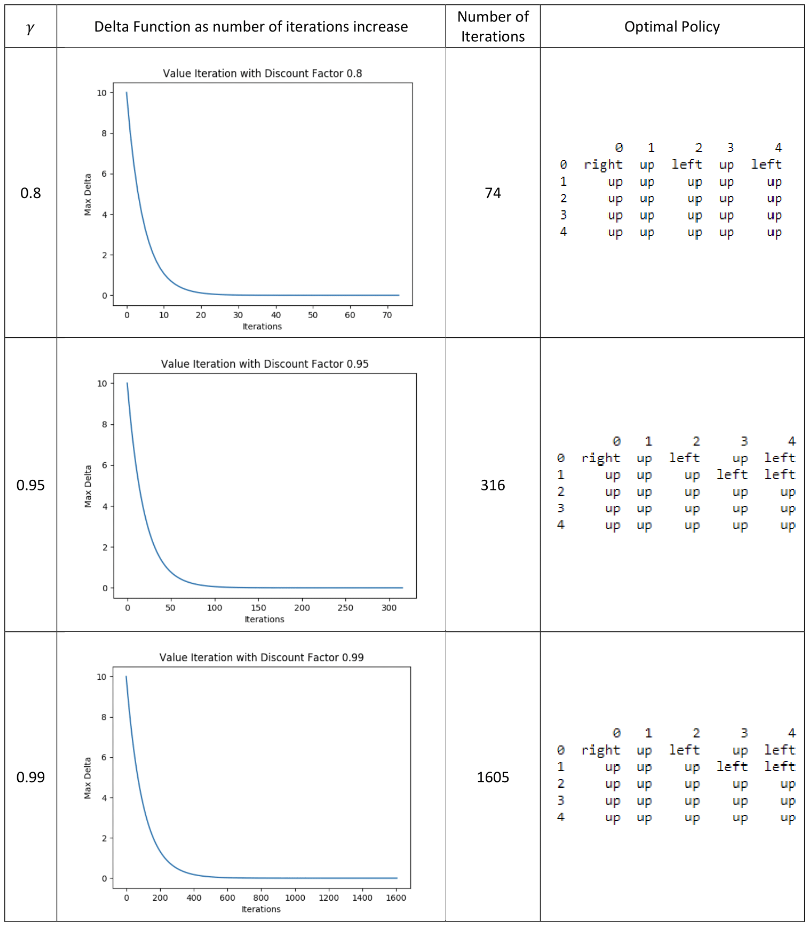 γ Delta Function as number of iterations increase Number of Iterations Optimal Policy
0.8
Value Iteration with Discount Factor 0.8
Max Delta
10
8
6
4
2
0
0 10 20 30 40 50 60 70
Iterations
74
0 1 2 3 4
0 right up left up left
1 up up up up up
2 up up up up up
3 up up up up up
4 up up up up up
0.95
Value Iteration with Discount Factor 0.95
Max Delta
10
8
6
4
2
0
0 50 100 150 200 250 300
Iterations
316
0 1 2 3 4
0 right up left up left
1 up up up left left
2 up up up up up
3 up up up up up
4 up up up up up
0.99
Value Iteration with Discount Factor 0.99
Max Delta
10
8
6
4
2
0
0 200 400 600 800 1000 1200 1400 1600
Iterations
1605
0 1 2 3 4
0 right up left up left
1 up up up left left
2 up up up up up
3 up up up up up
4 up up up up up